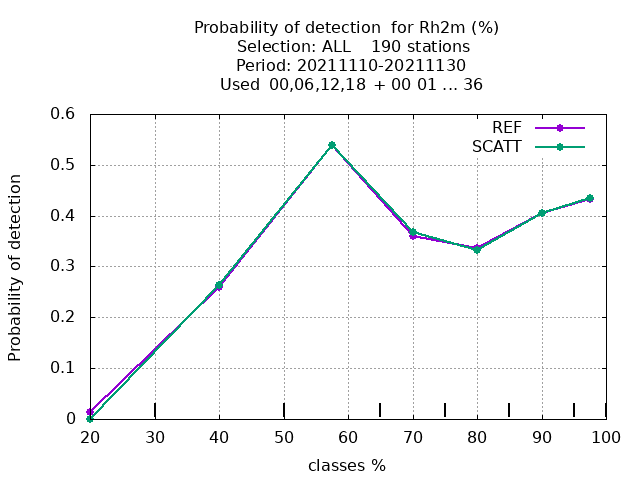 Probability of detection  for Rh2m (%)
Selection: ALL    190 stations
Period: 20211110-20211130
Used  00,06,12,18  + 00 01 ... 36
REF
SCATT
0.6
0.5
0.4
0.3
0.2
0.1
0
Probability of detection
20 30 40 50 60 70 80 90 100
classes %